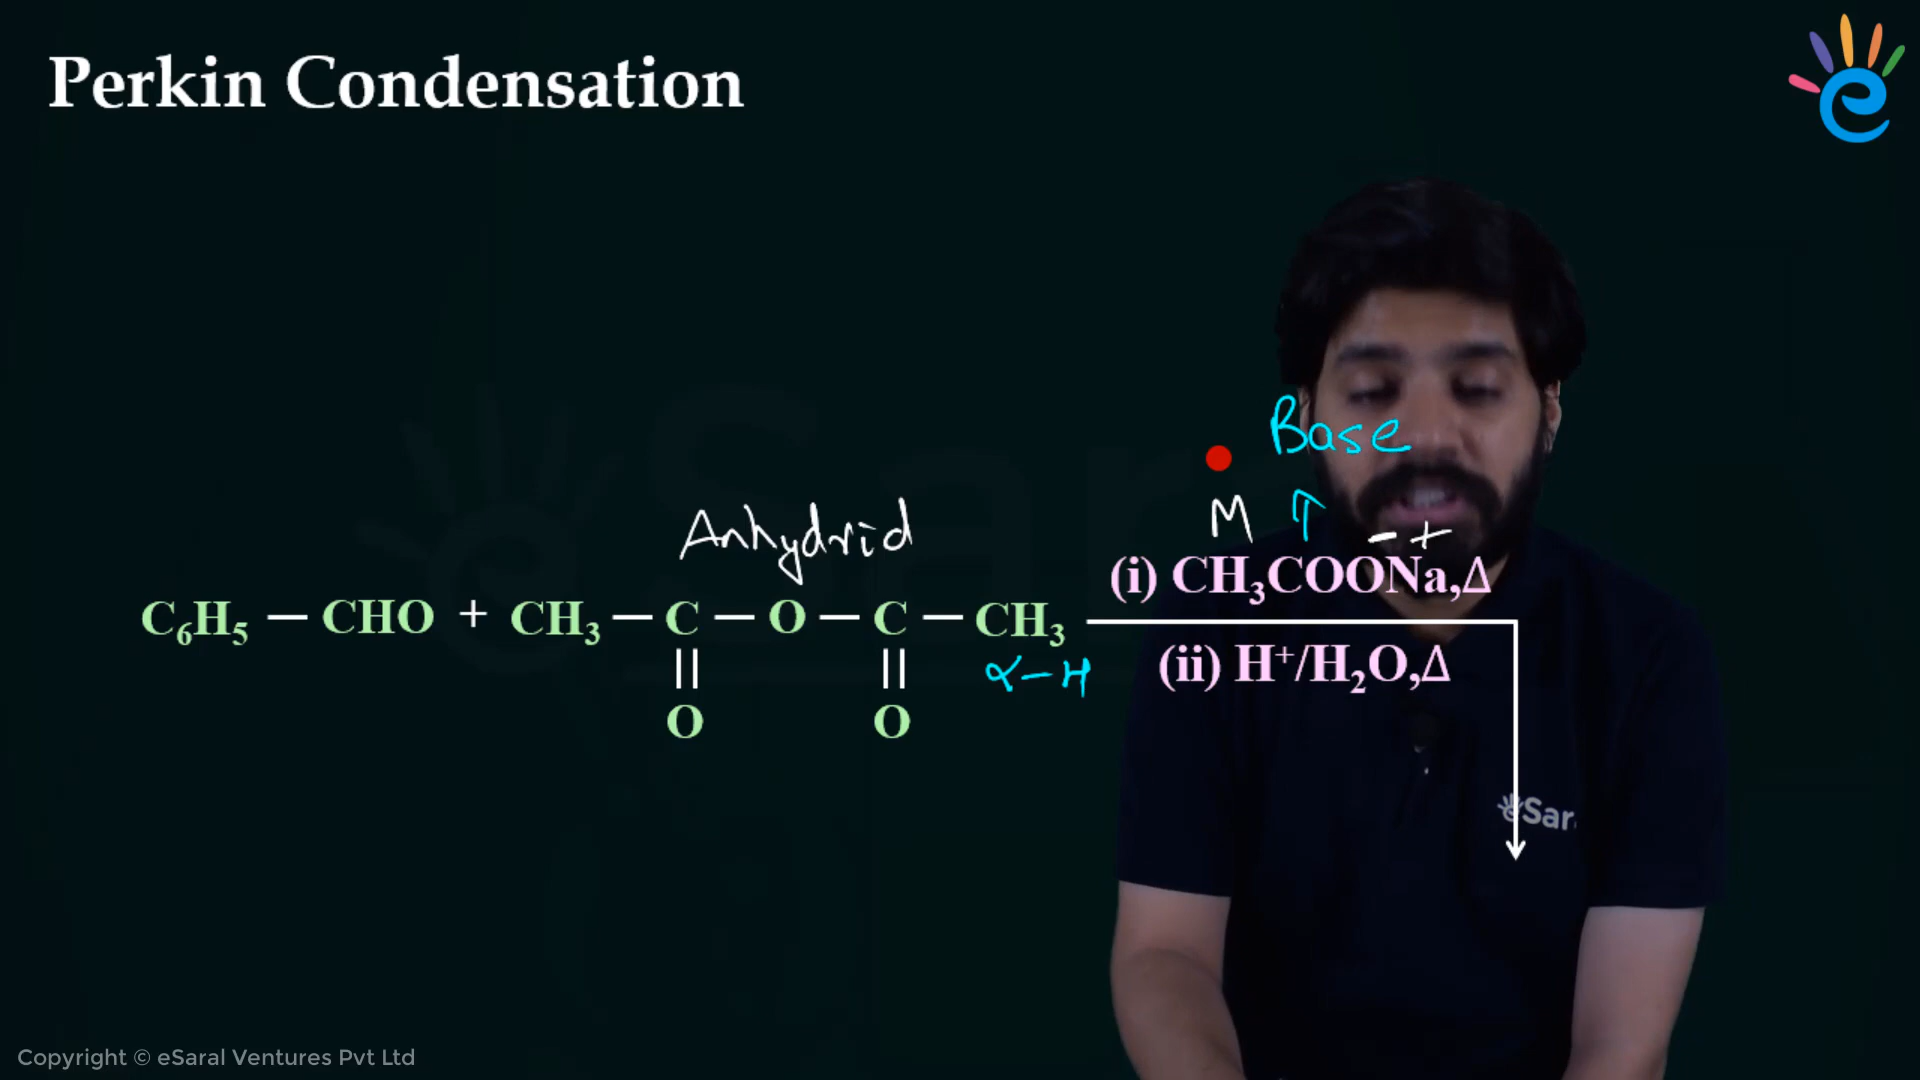 Perkin Condensation
Base
Anhydrid
M ↑
− +
(i) CH₃COONa,Δ
C₆H₅ — CHO + CH₃ — C — O — C — CH₃
|| ||
O O
α−H
(ii) H⁺/H₂O,Δ
eSar
Copyright © eSaral Ventures Pvt Ltd